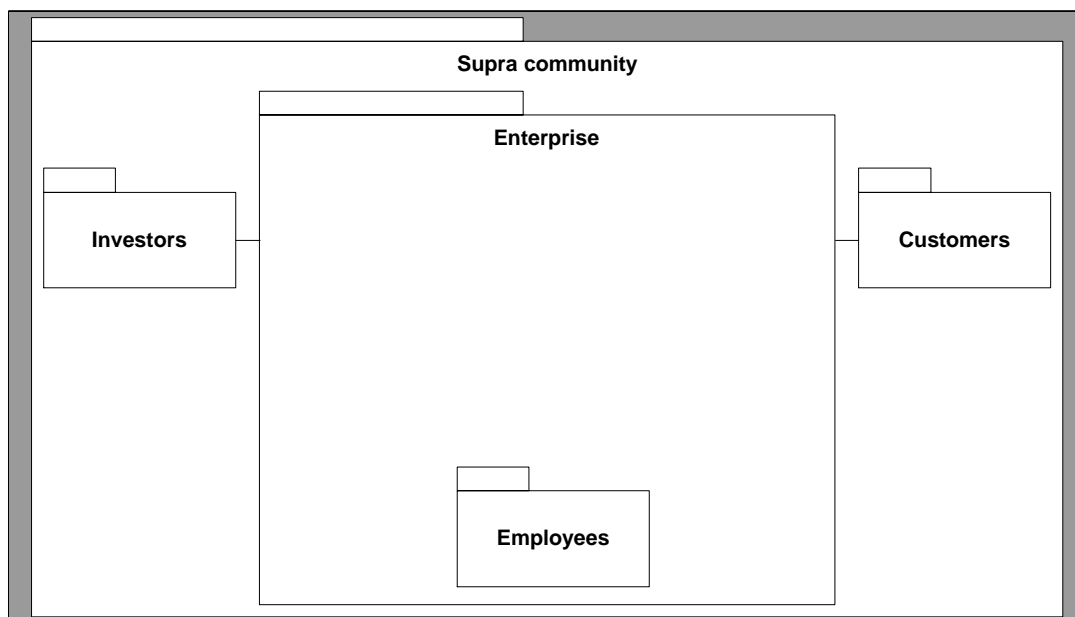 Supra community
Enterprise
Investors
Customers
Employees